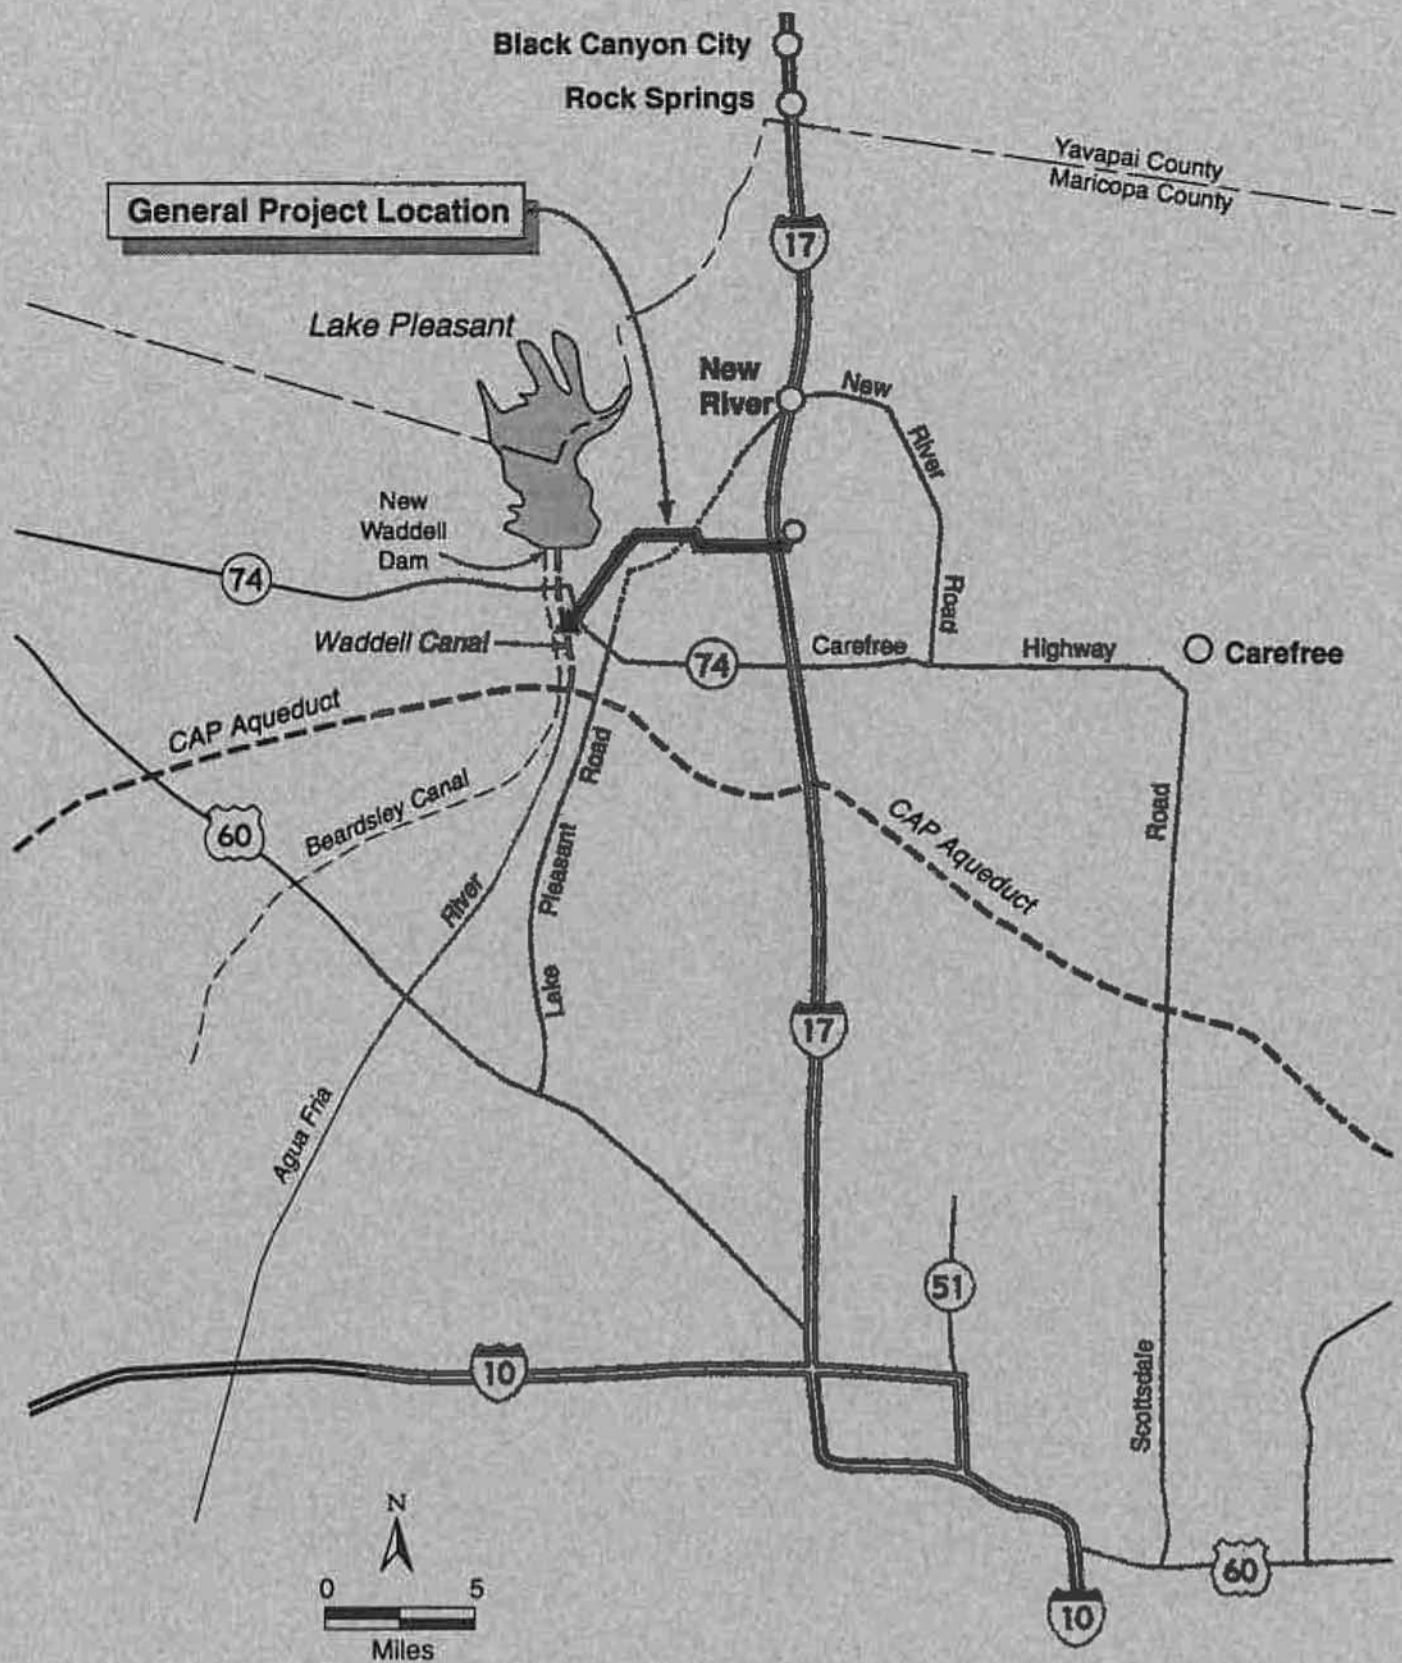 Black Canyon City
Rock Springs
Yavapai County
Maricopa County
General Project Location
17
Lake Pleasant
New
River
New
River
Road
New
Waddell
Dam
74
Waddell Canal
74
Carefree
Highway
Carefree
CAP Aqueduct
60
Beardsley Canal
River
Agua Fria
Road
Pleasant
Lake
CAP Aqueduct
Road
Scottsdale
17
51
10
N
0 5
Miles
60
10